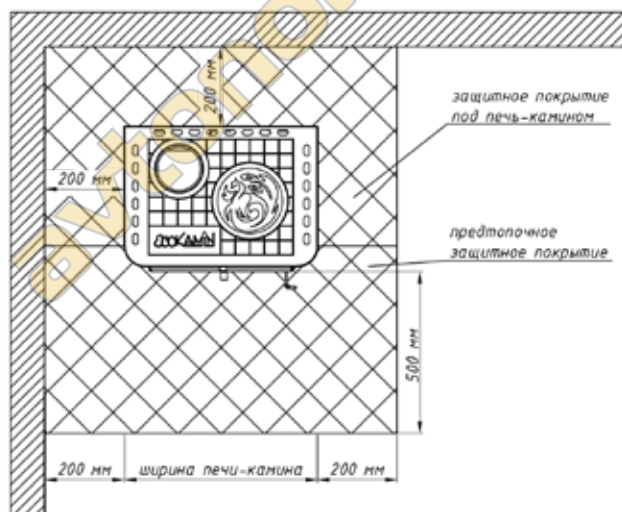 200 мм
защитное покрытие
под печь-камином
200 мм
предтопочное
защитное покрытие
500 мм
200 мм
ширина печи-камина
200 мм